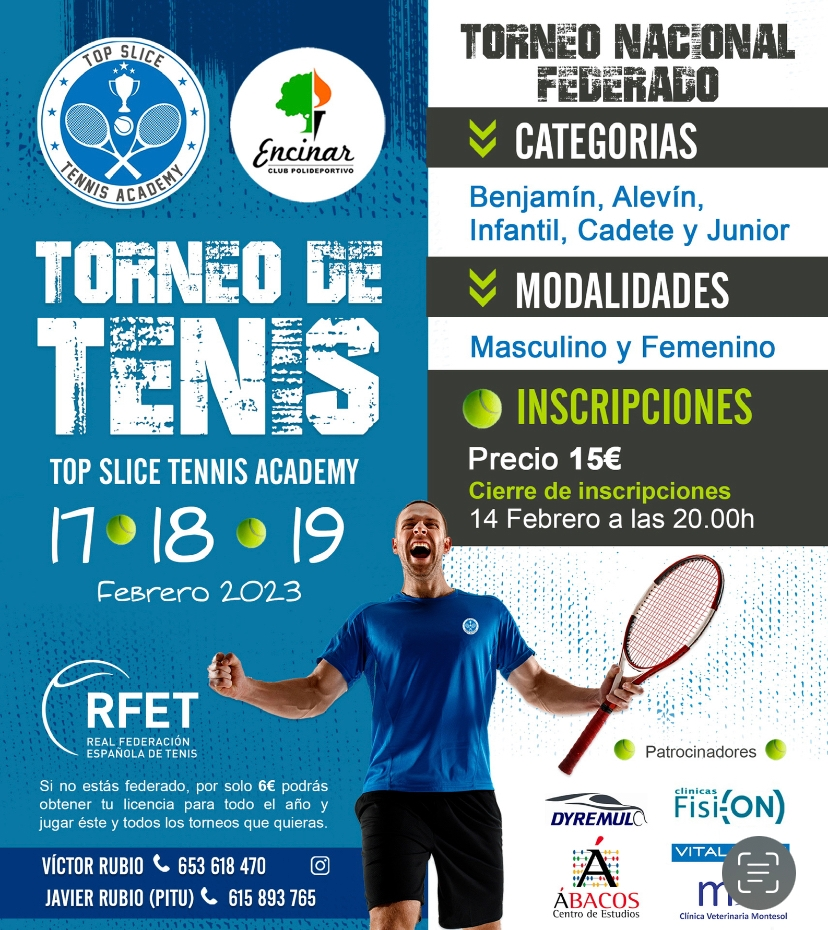 TOP SLICE
TENNIS ACADEMY
Encinar
CLUB POLIDEPORTIVO
TORNEO DE
TENIS
TOP SLICE TENNIS ACADEMY
17 18 19
Febrero 2023
RFET
REAL FEDERACIÓN
ESPAÑOLA DE TENIS
Si no estás federado, por solo 6€ podrás
obtener tu licencia para todo el año y
jugar éste y todos los torneos que quieras.
VÍCTOR RUBIO 653 618 470
JAVIER RUBIO (PITU) 615 893 765
TORNEO NACIONAL
FEDERADO
CATEGORIAS
Benjamín, Alevín,
Infantil, Cadete y Junior
MODALIDADES
Masculino y Femenino
INSCRIPCIONES
Precio 15€
Cierre de inscripciones
14 Febrero a las 20.00h
Patrocinadores
DYREMUL
clínicas
Fisi(ON)
Á
ÁBACOS
Centro de Estudios
VITAL
Clínica Veterinaria Montesol